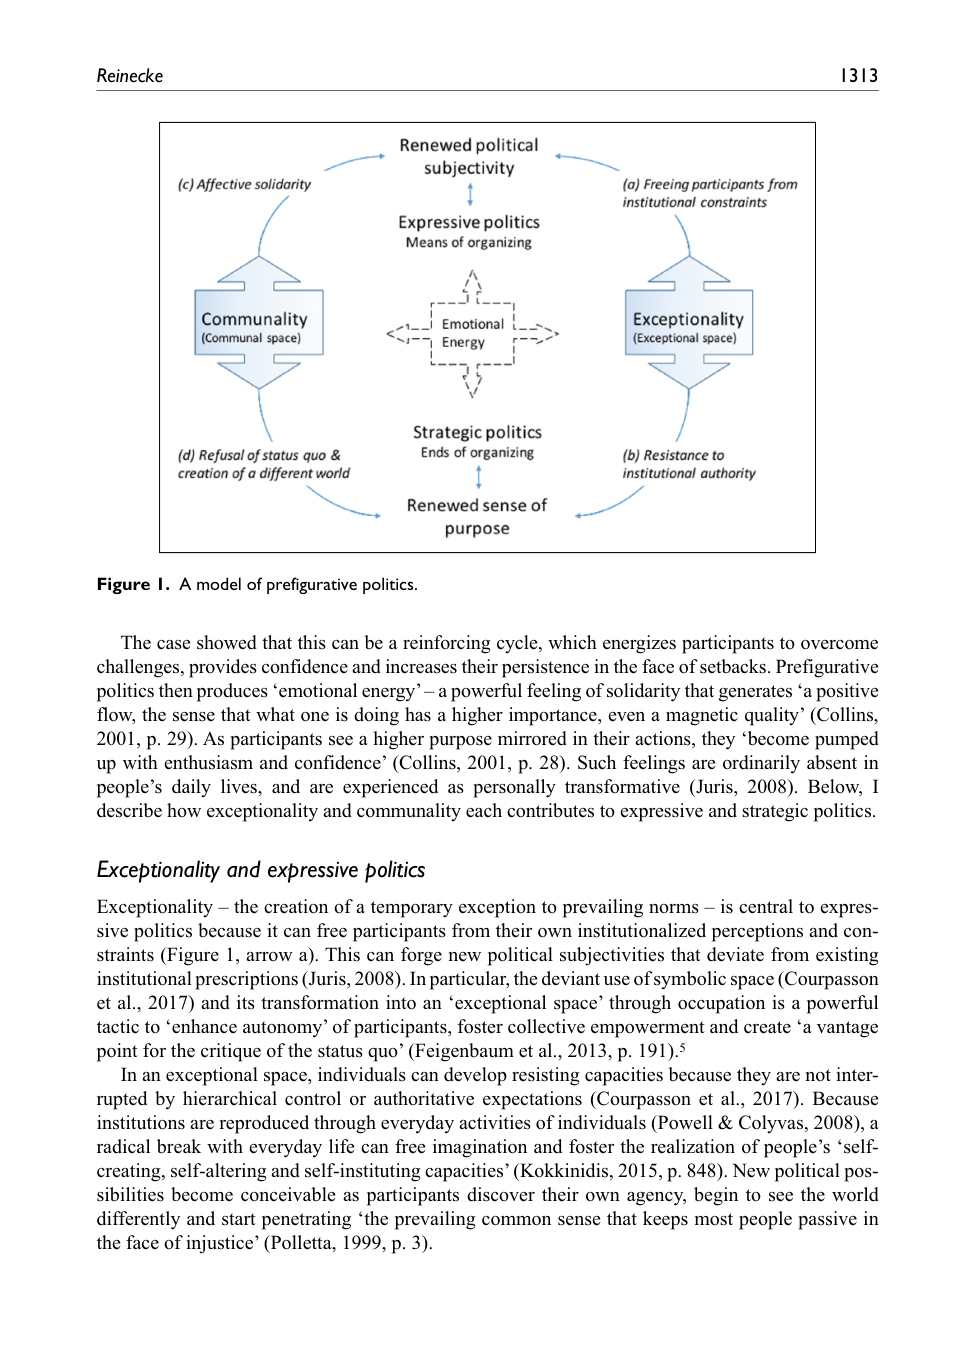 Reinecke 1313
Renewed political
subjectivity
(c) Affective solidarity
(a) Freeing participants from
institutional constraints
Expressive politics
Means of organizing
Communality
(Communal space)
Emotional
Energy
Exceptionality
(Exceptional space)
Strategic politics
Ends of organizing
(d) Refusal of status quo &
creation of a different world
(b) Resistance to
institutional authority
Renewed sense of
purpose
Figure 1. A model of prefigurative politics.
The case showed that this can be a reinforcing cycle, which energizes participants to overcome
challenges, provides confidence and increases their persistence in the face of setbacks. Prefigurative
politics then produces ‘emotional energy’ – a powerful feeling of solidarity that generates ‘a positive
flow, the sense that what one is doing has a higher importance, even a magnetic quality’ (Collins,
2001, p. 29). As participants see a higher purpose mirrored in their actions, they ‘become pumped
up with enthusiasm and confidence’ (Collins, 2001, p. 28). Such feelings are ordinarily absent in
people’s daily lives, and are experienced as personally transformative (Juris, 2008). Below, I
describe how exceptionality and communality each contributes to expressive and strategic politics.
Exceptionality and expressive politics
Exceptionality – the creation of a temporary exception to prevailing norms – is central to expres-
sive politics because it can free participants from their own institutionalized perceptions and con-
straints (Figure 1, arrow a). This can forge new political subjectivities that deviate from existing
institutional prescriptions (Juris, 2008). In particular, the deviant use of symbolic space (Courpasson
et al., 2017) and its transformation into an ‘exceptional space’ through occupation is a powerful
tactic to ‘enhance autonomy’ of participants, foster collective empowerment and create ‘a vantage
point for the critique of the status quo’ (Feigenbaum et al., 2013, p. 191).⁵
In an exceptional space, individuals can develop resisting capacities because they are not inter-
rupted by hierarchical control or authoritative expectations (Courpasson et al., 2017). Because
institutions are reproduced through everyday activities of individuals (Powell & Colyvas, 2008), a
radical break with everyday life can free imagination and foster the realization of people’s ‘self-
creating, self-altering and self-instituting capacities’ (Kokkinidis, 2015, p. 848). New political pos-
sibilities become conceivable as participants discover their own agency, begin to see the world
differently and start penetrating ‘the prevailing common sense that keeps most people passive in
the face of injustice’ (Polletta, 1999, p. 3).